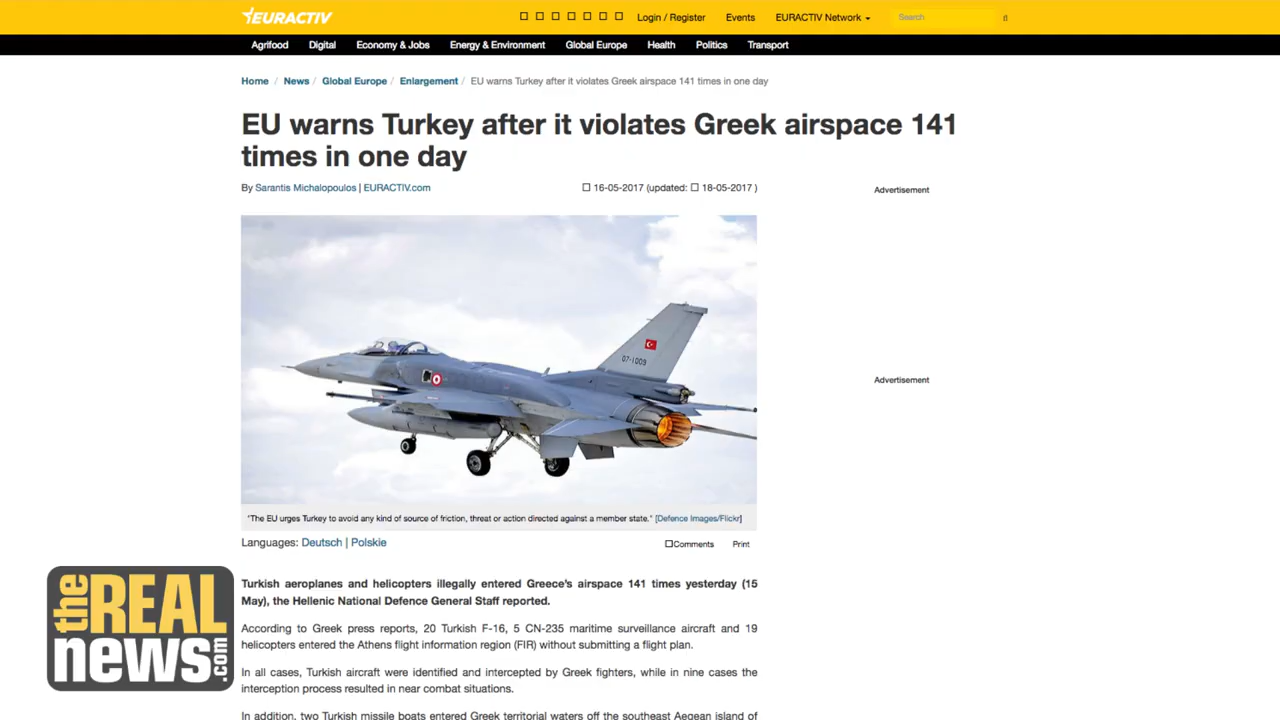 EURACTIV
Login / Register
Events
EURACTIV Network
Search
Agrifood
Digital
Economy & Jobs
Energy & Environment
Global Europe
Health
Politics
Transport
Home / News / Global Europe / Enlargement / EU warns Turkey after it violates Greek airspace 141 times in one day
EU warns Turkey after it violates Greek airspace 141
times in one day
By Sarantis Michalopoulos | EURACTIV.com
16-05-2017 (updated: 18-05-2017 )
Advertisement
07-1009
Advertisement
"The EU urges Turkey to avoid any kind of source of friction, threat or action directed against a member state." [Defence Images/Flickr]
Languages: Deutsch | Polskie
Comments
Print
Turkish aeroplanes and helicopters illegally entered Greece's airspace 141 times yesterday (15
May), the Hellenic National Defence General Staff reported.
According to Greek press reports, 20 Turkish F-16, 5 CN-235 maritime surveillance aircraft and 19
helicopters entered the Athens flight information region (FIR) without submitting a flight plan.
In all cases, Turkish aircraft were identified and intercepted by Greek fighters, while in nine cases the
interception process resulted in near combat situations.
In addition, two Turkish missile boats entered Greek territorial waters off the southeast Aegean island of
the REAL
news.com